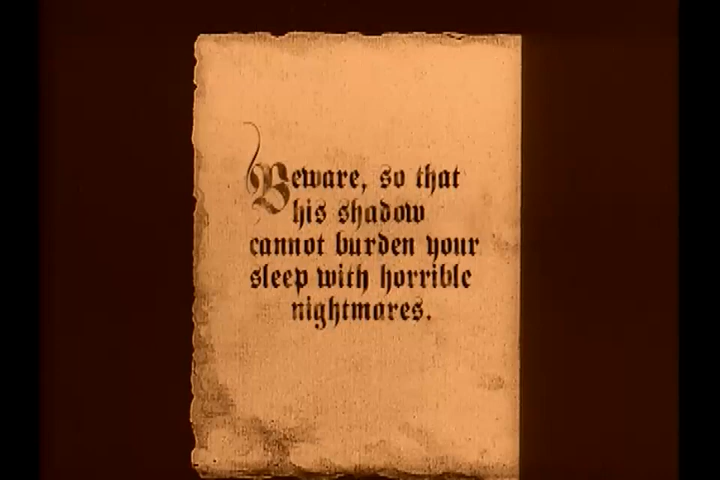 Beware, so that
his shadow
cannot burden your
sleep with horrible
nightmares.